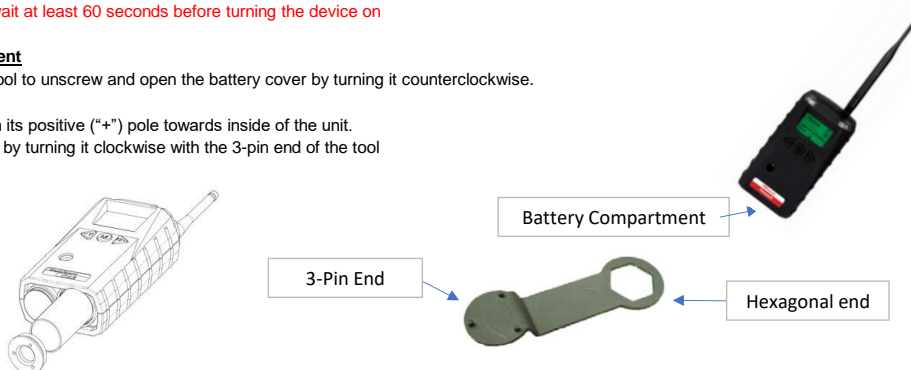 ait at least 60 seconds before turning the device on
ent
ool to unscrew and open the battery cover by turning it counterclockwise.
its positive (“+”) pole towards inside of the unit.
by turning it clockwise with the 3-pin end of the tool
Battery Compartment
3-Pin End
Hexagonal end